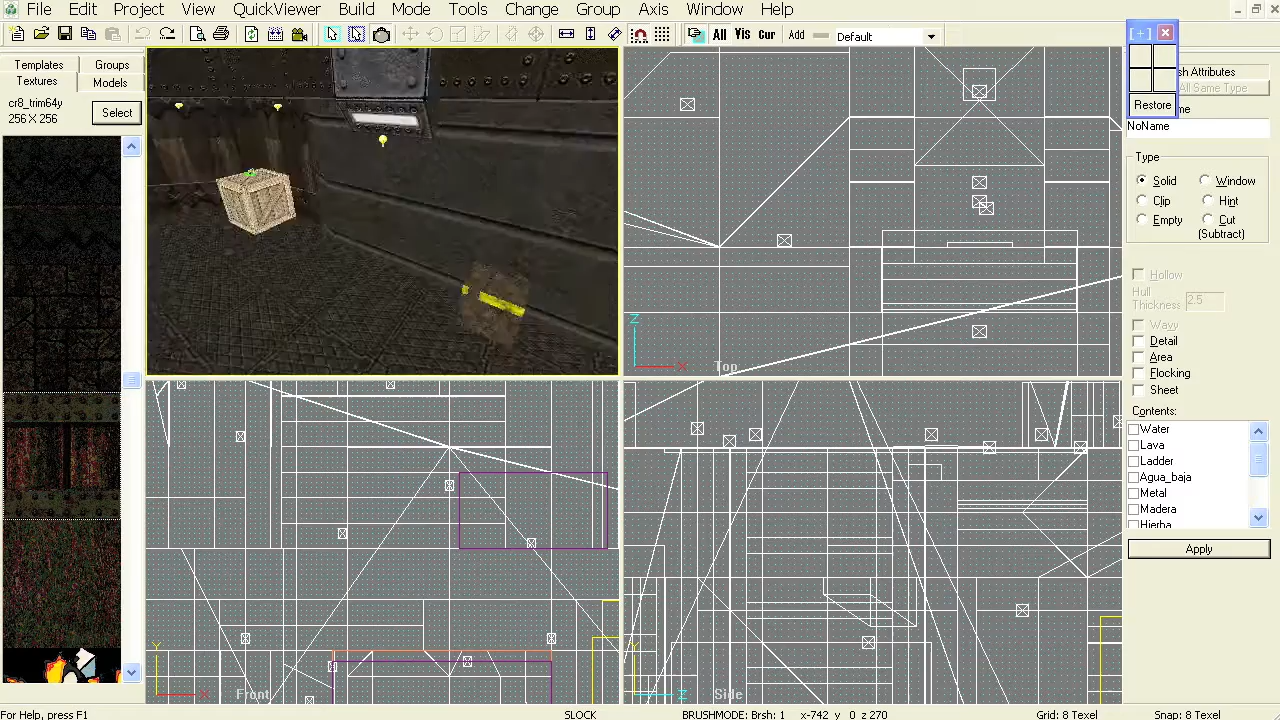 File Edit Project View QuickViewer Build Mode Tools Change Group Axis Window Help
All Vis Cur Add Default
[+]
Restore
Templates Groups
Textures Models
cr8_trim64y
256 X 256
Select
sh Attributes
All Same Type
me
NoName
Type
Solid Window
Clip Hint
Empty Cut
(Subtract)
Hollow
Hull
Thickness 2.5
Wavy
Detail
Area
Flocking
Sheet
Contents:
Water
Lava
Ladder
Agua_baja
Metal
Madera
Hierba
Apply
Z
X
Top
Y
X
Front
Y
Z
Side
For Help, press F1 SLOCK BRUSHMODE: Brsh: 1 x-742 y 0 z 270 Grid: 8 Texel Snap: 8 Texel